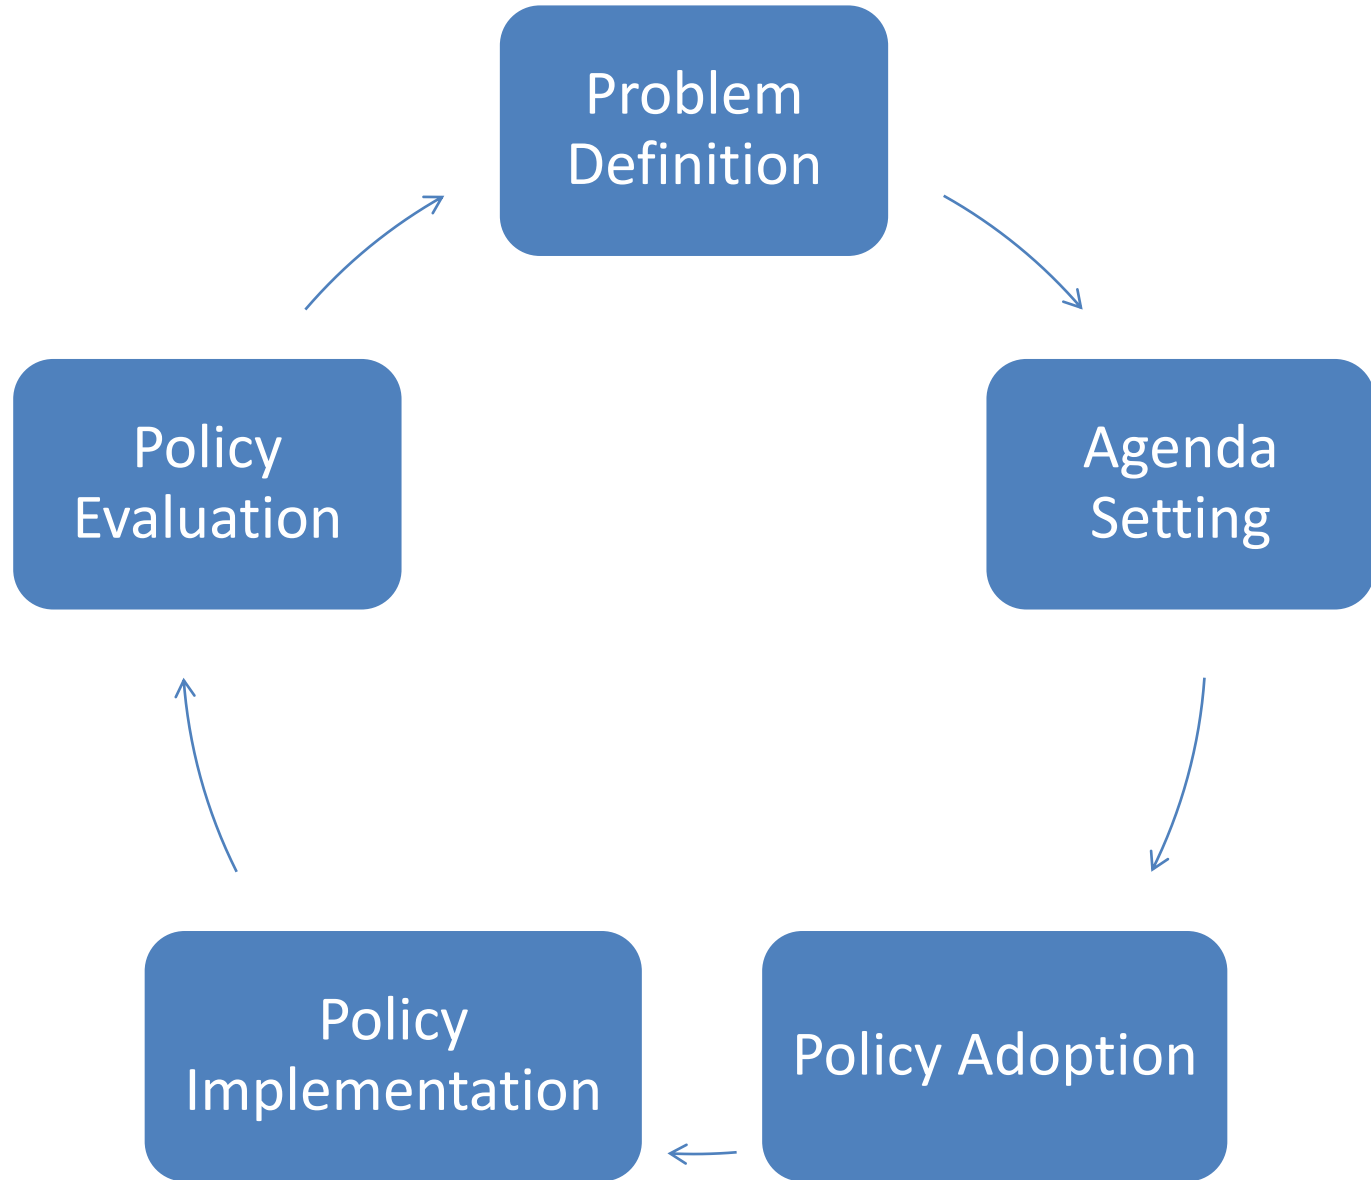 Problem
Definition
Agenda
Setting
Policy Adoption
Policy
Implementation
Policy
Evaluation